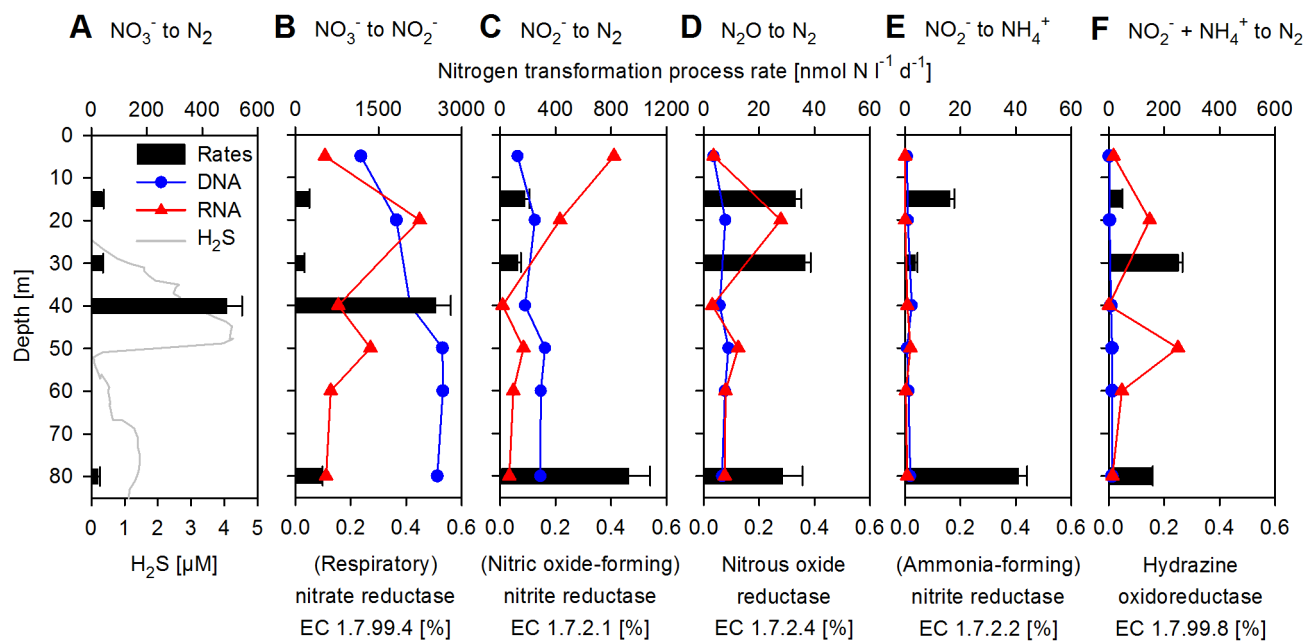 A NO₃⁻ to N₂ B NO₃⁻ to NO₂⁻ C NO₂⁻ to N₂ D N₂O to N₂ E NO₂⁻ to NH₄⁺ F NO₂⁻ + NH₄⁺ to N₂
Nitrogen transformation process rate [nmol N l⁻¹ d⁻¹]
0 200 400 600 0 1500 3000 0 400 800 1200 0 20 40 60 0 20 40 60 0 200 400 600 800
0
10
20
30
40
50
60
70
80
Depth [m]
Rates
DNA
RNA
H₂S
0 1 2 3 4 5 0.0 0.2 0.4 0.6 0.0 0.2 0.4 0.6 0.0 0.2 0.4 0.6 0.0 0.2 0.4 0.6 0.0 0.2 0.4 0.6
H₂S [µM] (Respiratory) (Nitric oxide-forming) Nitrous oxide (Ammonia-forming) Hydrazine
nitrate reductase nitrite reductase reductase nitrite reductase oxidoreductase
EC 1.7.99.4 [%] EC 1.7.2.1 [%] EC 1.7.2.4 [%] EC 1.7.2.2 [%] EC 1.7.99.8 [%]